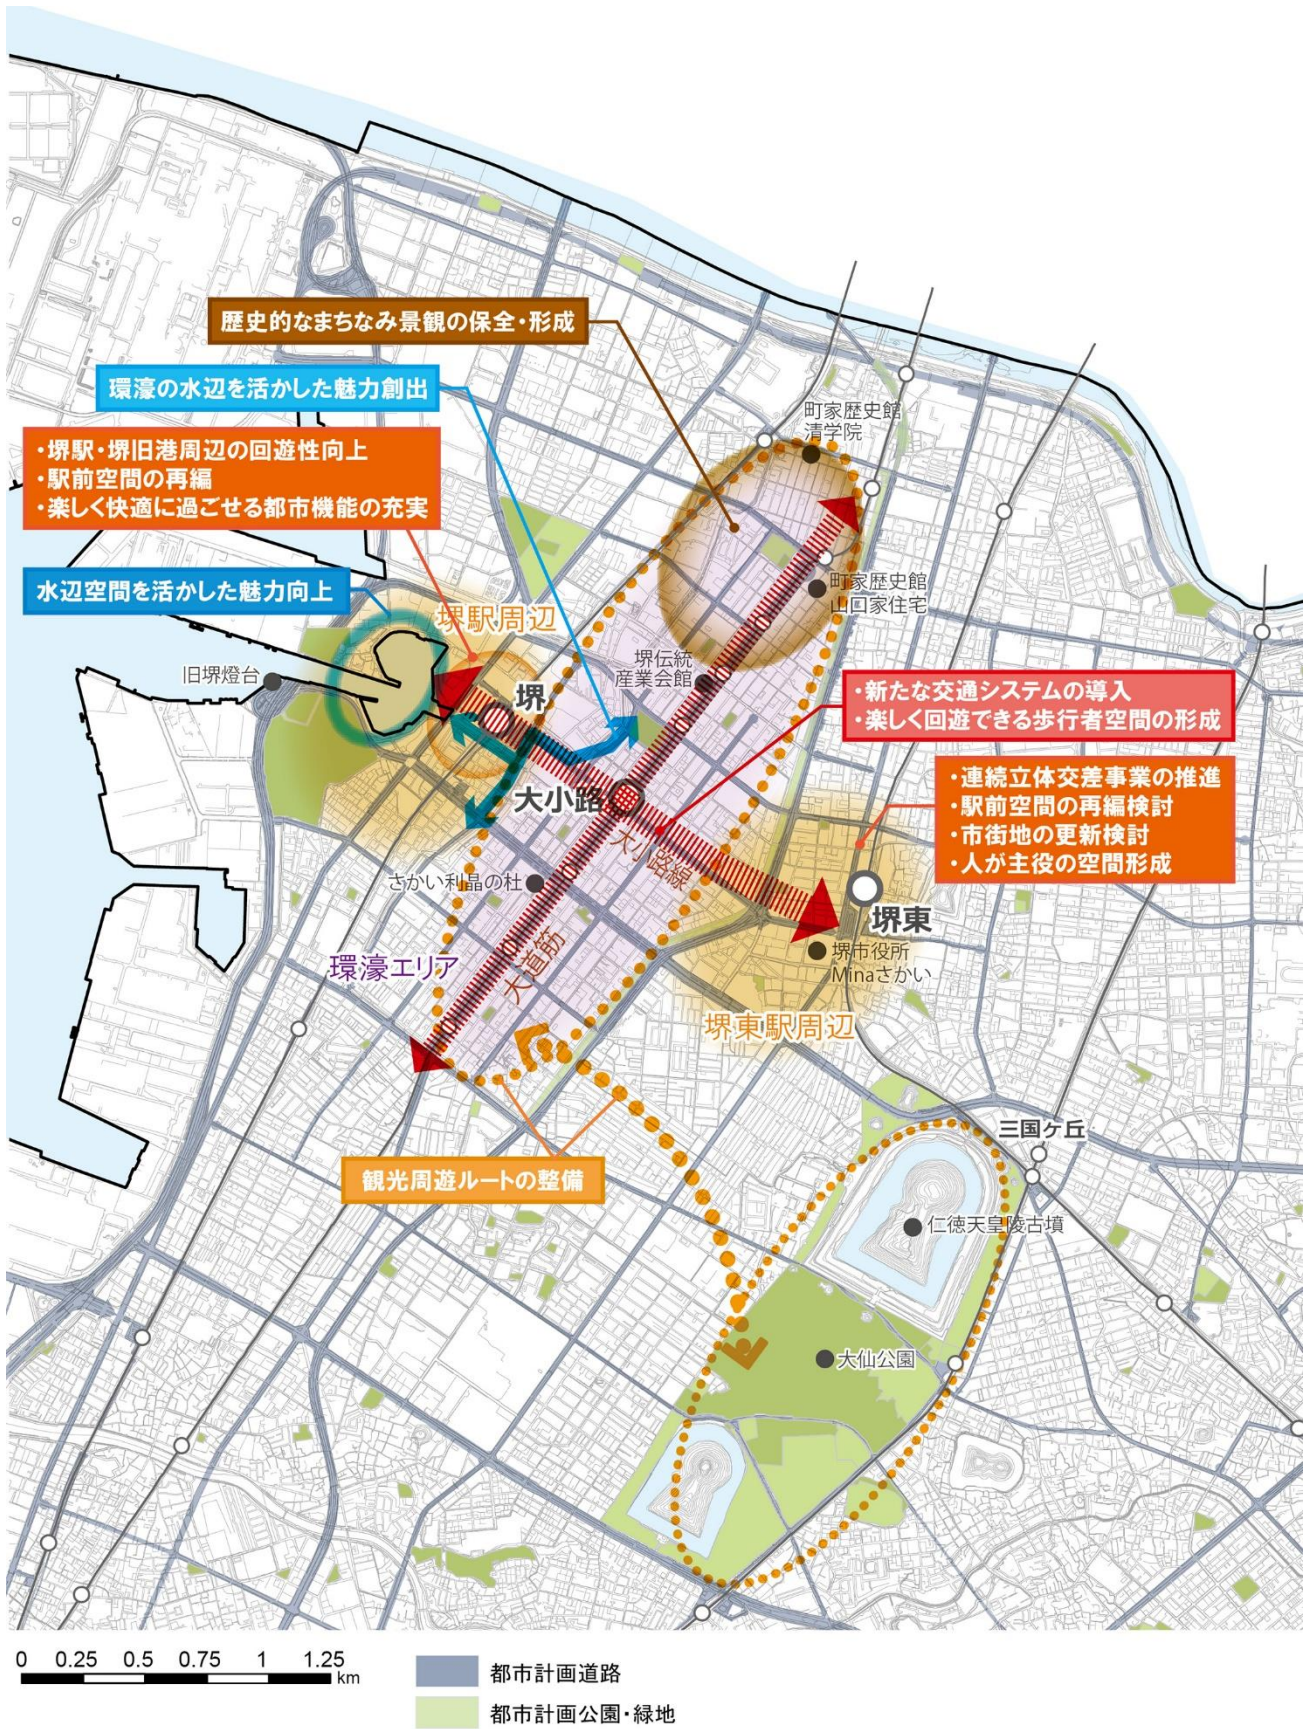 歴史的なまちなみ景観の保全・形成
環濠の水辺を活かした魅力創出
・堺駅・堺旧港周辺の回遊性向上
・駅前空間の再編
・楽しく快適に過ごせる都市機能の充実
水辺空間を活かした魅力向上
町家歴史館
清学院
町家歴史館
山口家住宅
堺駅周辺
旧堺燈台
堺
堺伝統
産業会館
・新たな交通システムの導入
・楽しく回遊できる歩行者空間の形成
・連続立体交差事業の推進
・駅前空間の再編検討
・市街地の更新検討
・人が主役の空間形成
大小路
大小路線
さかい利晶の杜
堺東
堺市役所
Minaさかい
環濠エリア
大道筋
堺東駅周辺
三国ケ丘
観光周遊ルートの整備
仁徳天皇陵古墳
大仙公園
0 0.25 0.5 0.75 1 1.25
km
都市計画道路
都市計画公園・緑地